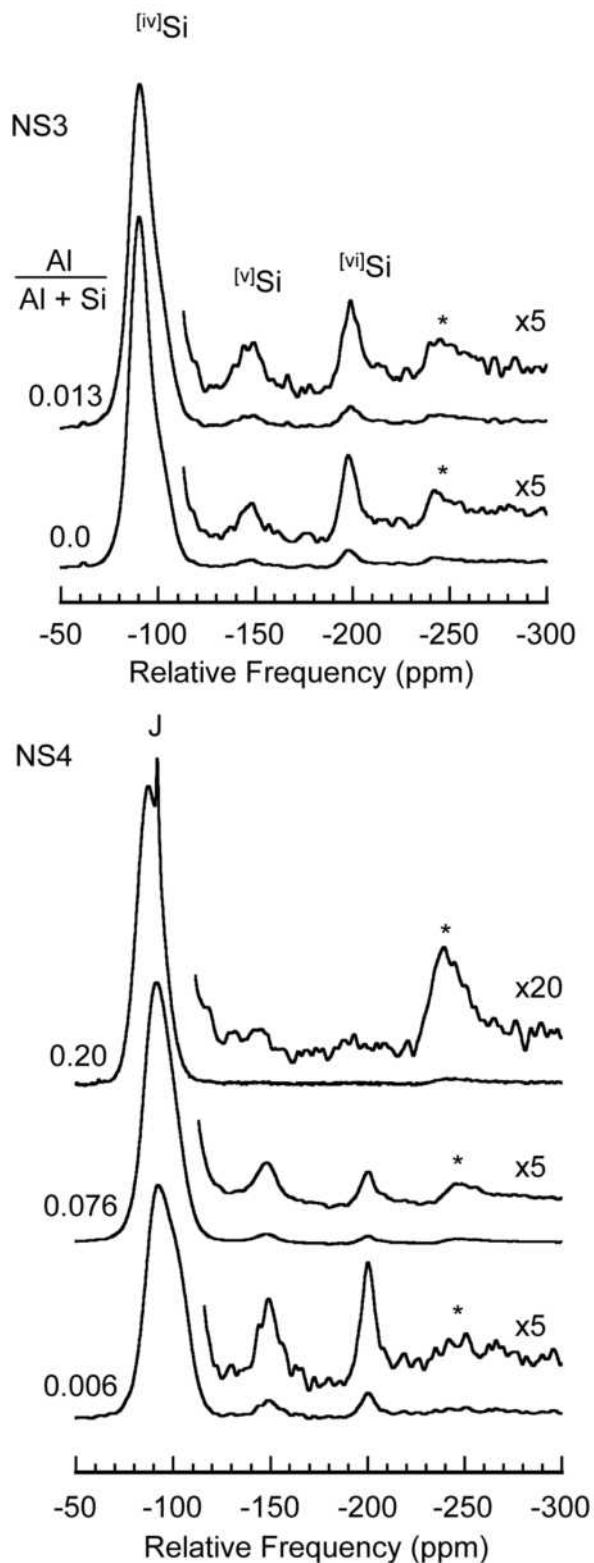 [iv]Si
NS3
Al
Al + Si
[v]Si
[vi]Si
*
x5
0.013
*
x5
0.0
-50 -100 -150 -200 -250 -300
Relative Frequency (ppm)
J
NS4
*
x20
0.20
*
x5
0.076
*
x5
0.006
-50 -100 -150 -200 -250 -300
Relative Frequency (ppm)